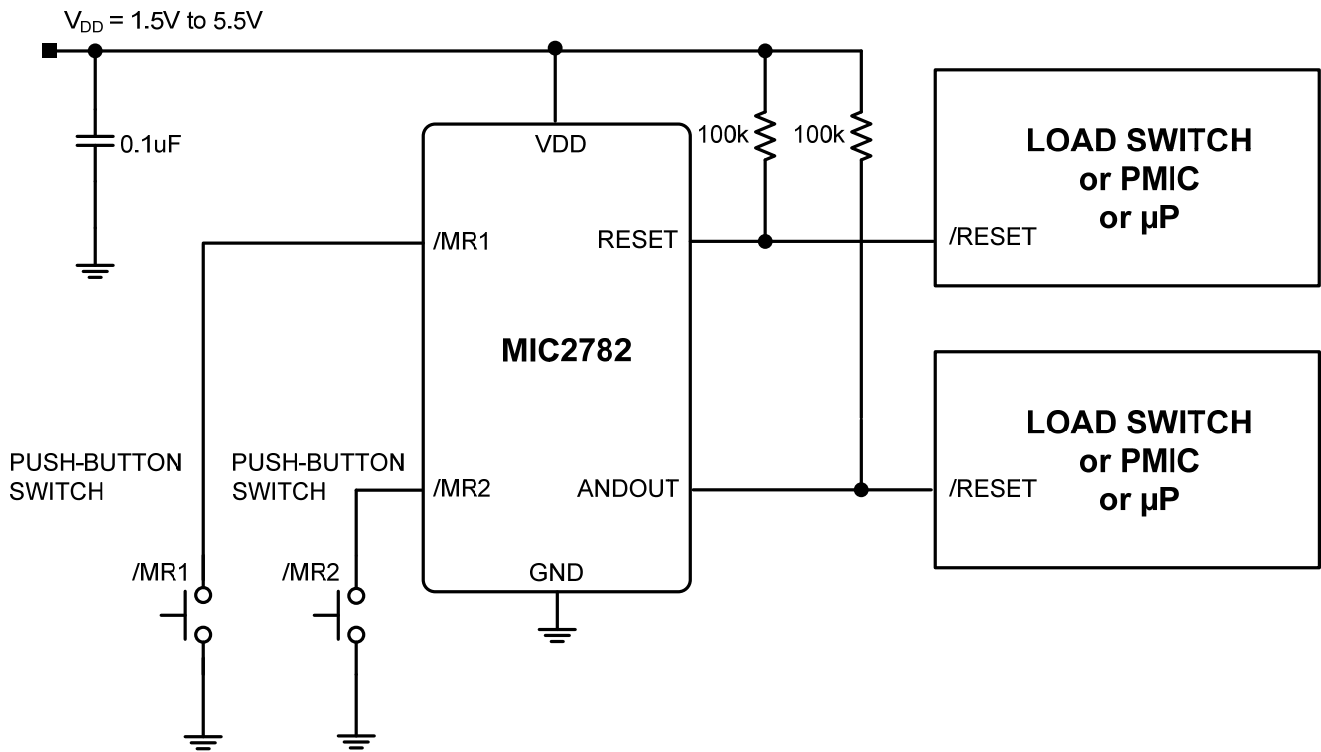 VDD = 1.5V to 5.5V
0.1uF
VDD
100k
100k
LOAD SWITCH
or PMIC
or µP
/MR1
RESET
/RESET
MIC2782
LOAD SWITCH
or PMIC
or µP
PUSH-BUTTON
SWITCH
PUSH-BUTTON
SWITCH
/MR2
ANDOUT
/RESET
/MR1
/MR2
GND